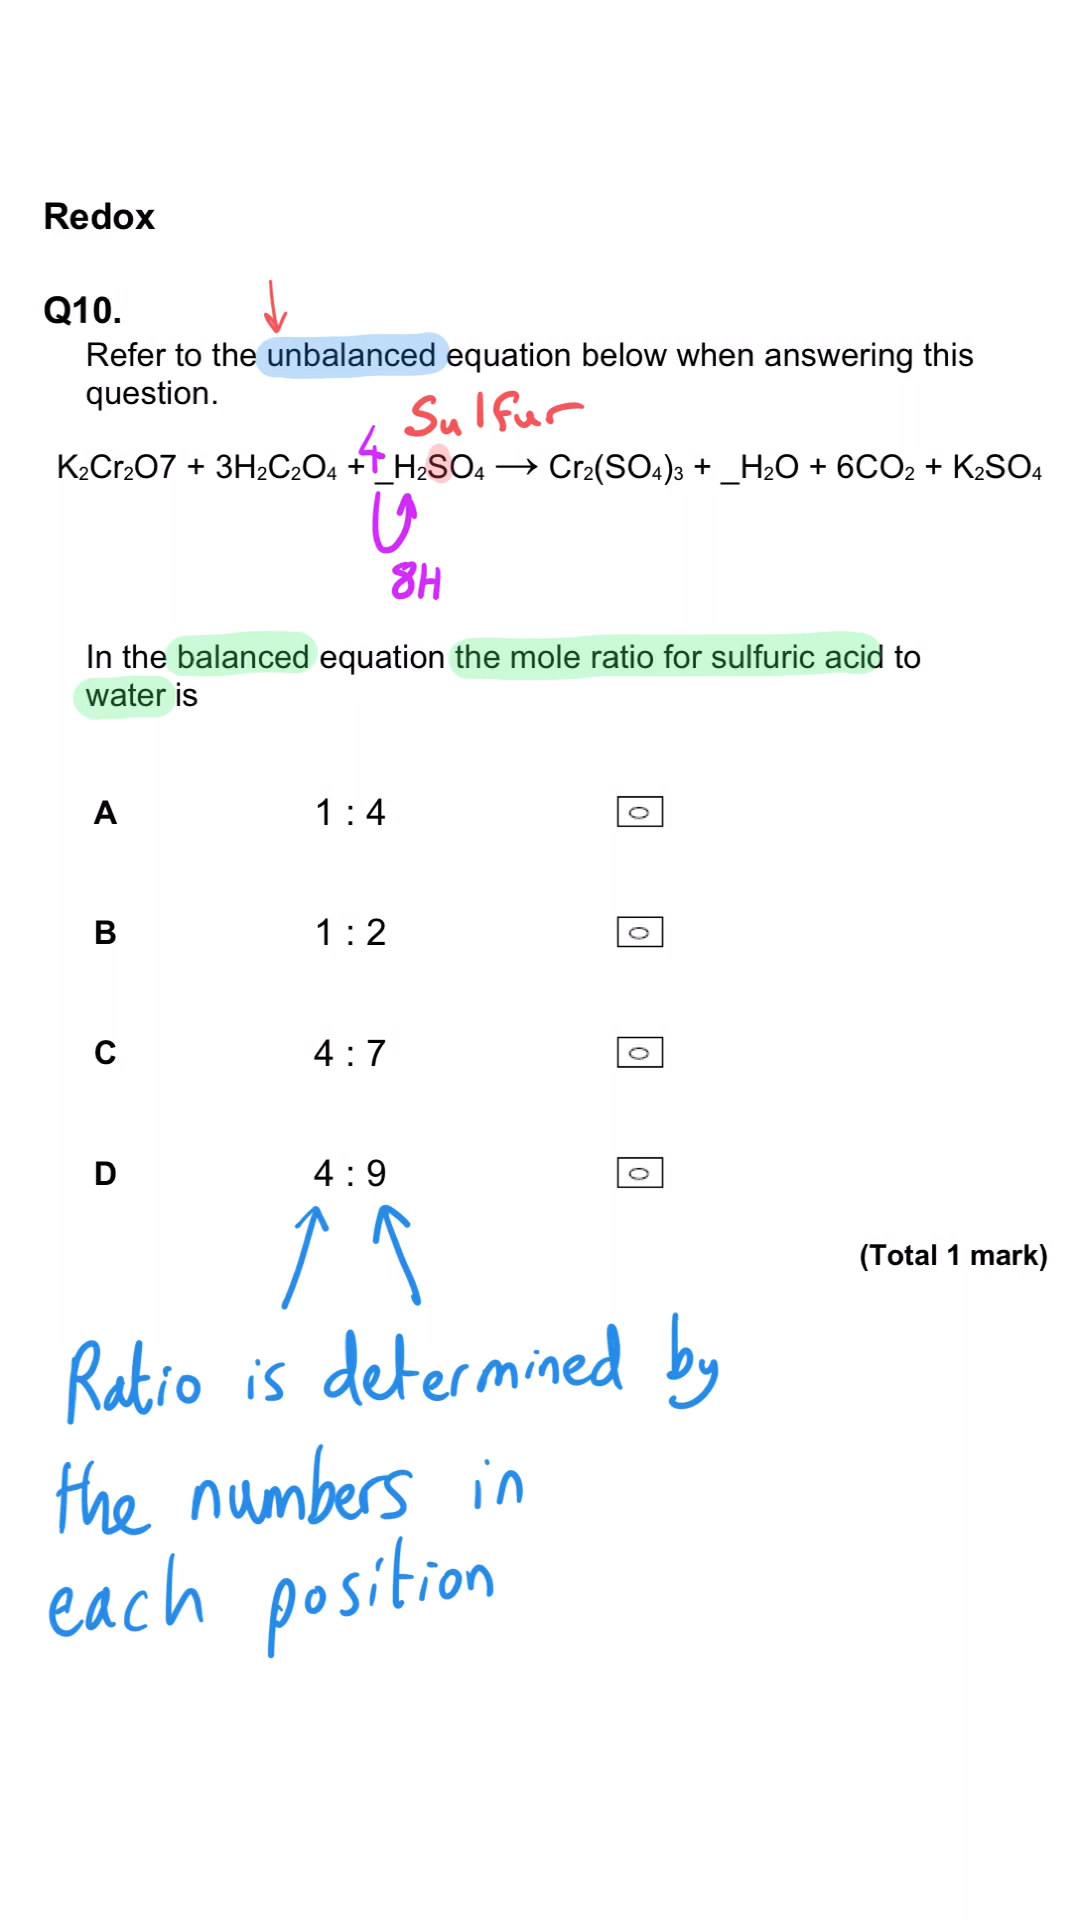 Redox
Q10.
Refer to the unbalanced equation below when answering this
question.
Sulfur
4
K₂Cr₂O7 + 3H₂C₂O₄ + _H₂SO₄ → Cr₂(SO₄)₃ + _H₂O + 6CO₂ + K₂SO₄
8H
In the balanced equation the mole ratio for sulfuric acid to
water is
A 1 : 4
B 1 : 2
C 4 : 7
D 4 : 9
(Total 1 mark)
Ratio is determined by
the numbers in
each position